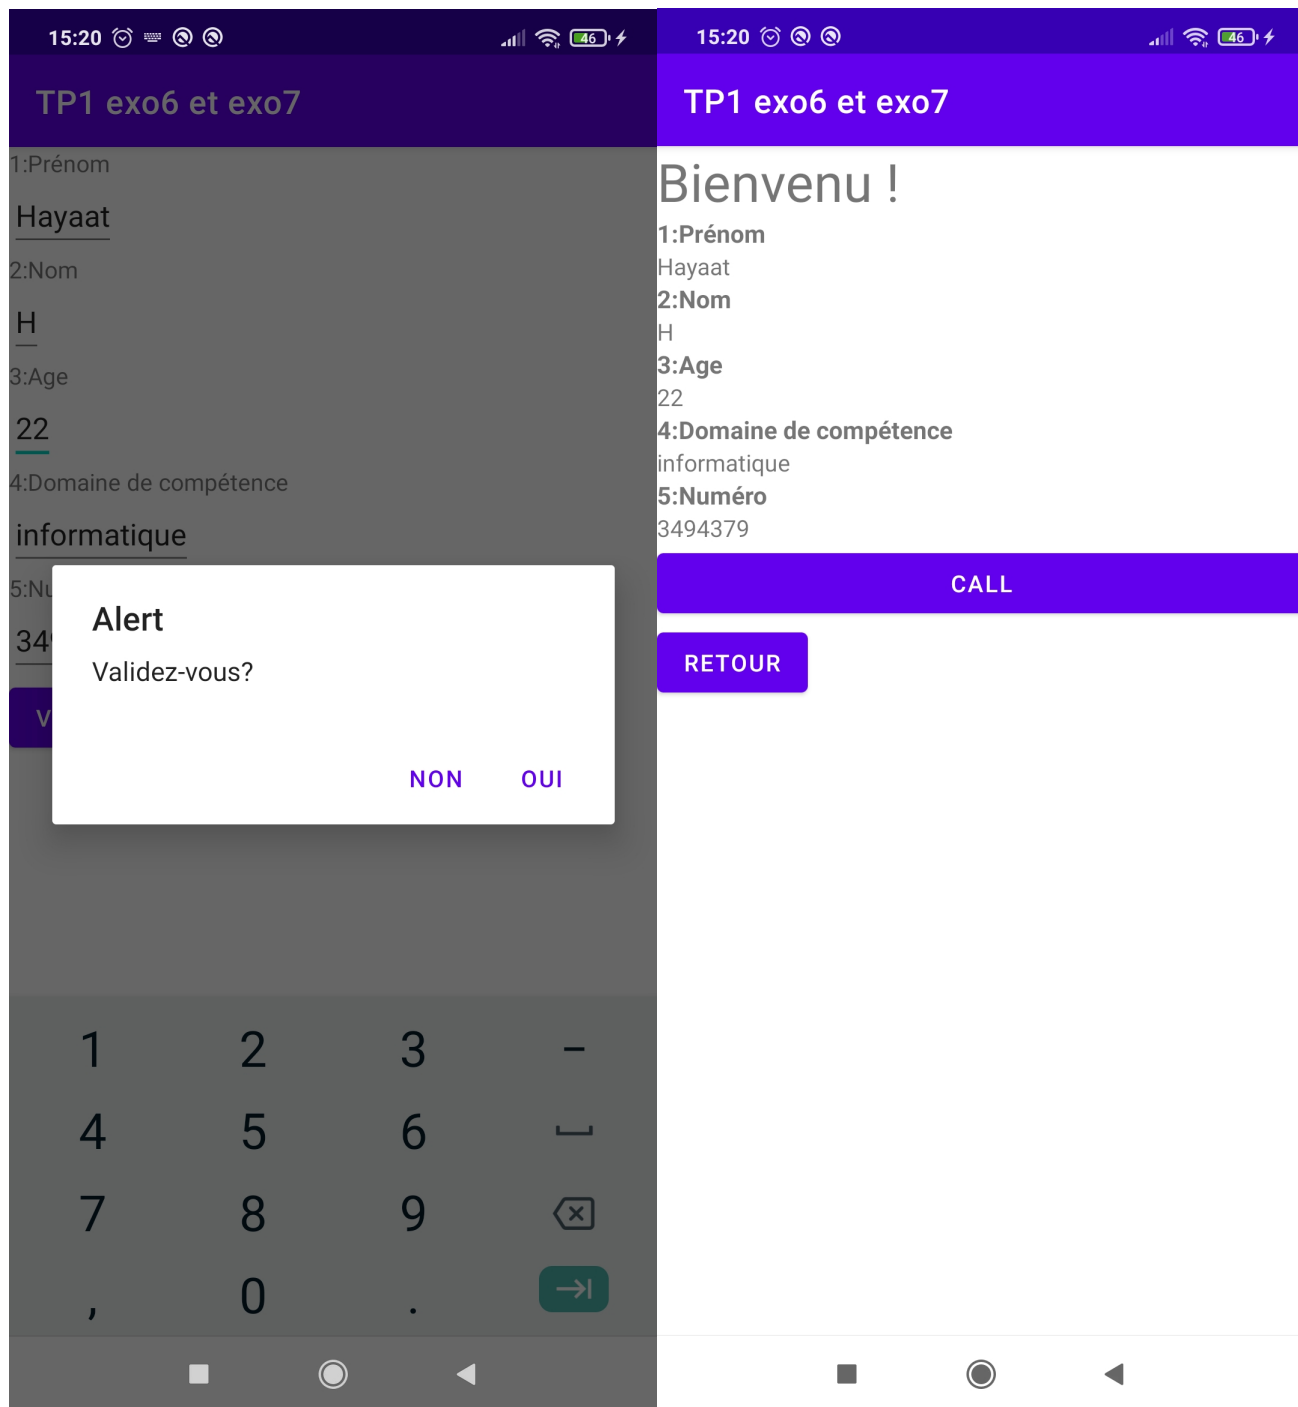 15:20
46
TP1 exo6 et exo7
1:Prénom
Hayaat
2:Nom
H
3:Age
22
4:Domaine de compétence
informatique
Alert
Validez-vous?
NON OUI
1 2 3 -
4 5 6
7 8 9
, 0 .
15:20
46
TP1 exo6 et exo7
Bienvenu !
1:Prénom
Hayaat
2:Nom
H
3:Age
22
4:Domaine de compétence
informatique
5:Numéro
3494379
CALL
RETOUR